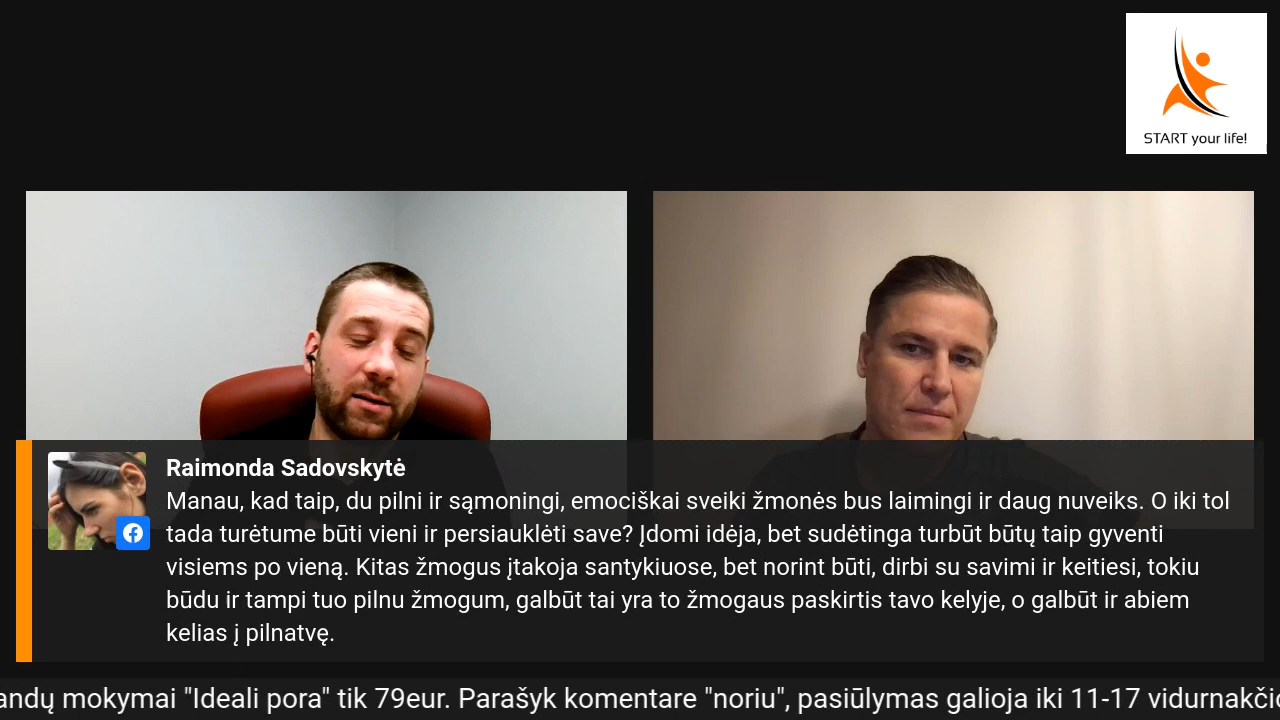 START your life!
Raimonda Sadovskytė
Manau, kad taip, du pilni ir sąmoningi, emociškai sveiki žmonės bus laimingi ir daug nuveiks. O iki tol
tada turėtume būti vieni ir persiauklėti save? Įdomi idėja, bet sudėtinga turbūt būtų taip gyventi
visiems po vieną. Kitas žmogus įtakoja santykiuose, bet norint būti, dirbi su savimi ir keitiesi, tokiu
būdu ir tampi tuo pilnu žmogum, galbūt tai yra to žmogaus paskirtis tavo kelyje, o galbūt ir abiem
kelias į pilnatvę.
andų mokymai "Ideali pora" tik 79eur. Parašyk komentare "noriu", pasiūlymas galioja iki 11-17 vidurnakčio